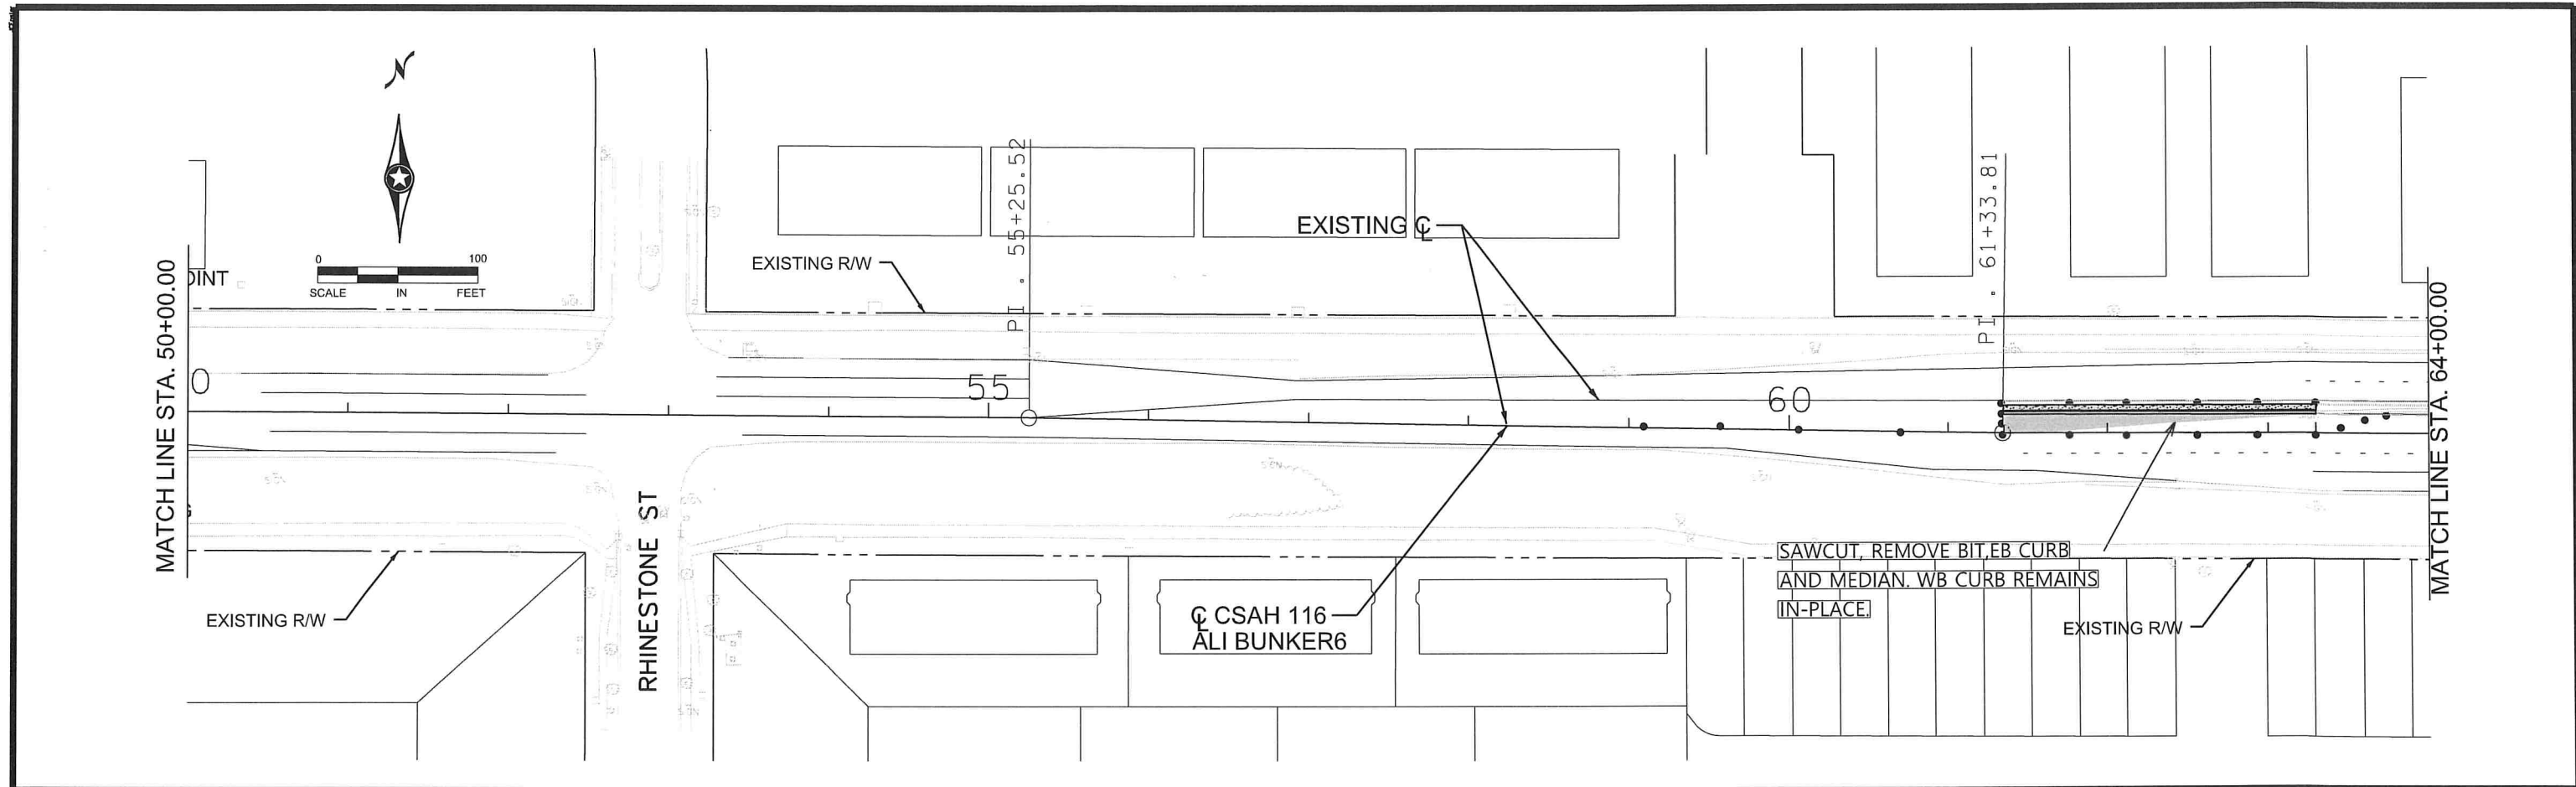 N
0 100
SCALE IN FEET
MATCH LINE STA. 50+00.00
OINT
0
EXISTING R/W
PI. 55+25.52
55
EXISTING ℄
PI. 61+33.81
60
MATCH LINE STA. 64+00.00
EXISTING R/W
RHINESTONE ST
℄ CSAH 116
ALI BUNKER6
SAWCUT, REMOVE BIT,EB CURB
AND MEDIAN. WB CURB REMAINS
IN-PLACE.
EXISTING R/W